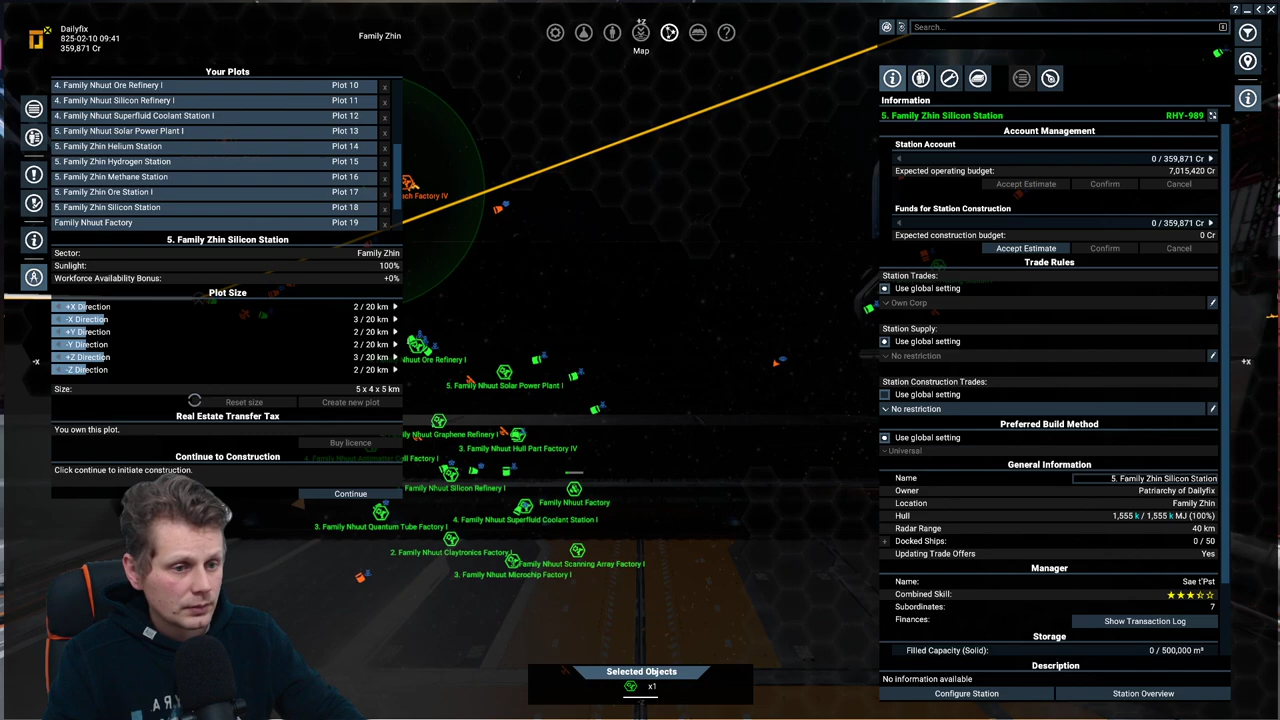 Dailyfix
825-02-10 09:41
359,871 Cr
Family Zhin
+Z
Map
Search...
Your Plots
4. Family Nhuut Ore Refinery I Plot 10 x
4. Family Nhuut Silicon Refinery I Plot 11 x
4. Family Nhuut Superfluid Coolant Station I Plot 12 x
5. Family Nhuut Solar Power Plant I Plot 13 x
5. Family Zhin Helium Station Plot 14 x
5. Family Zhin Hydrogen Station Plot 15 x
5. Family Zhin Methane Station Plot 16 x
5. Family Zhin Ore Station I Plot 17 x
5. Family Zhin Silicon Station Plot 18 x
Family Nhuut Factory Plot 19 x
5. Family Zhin Silicon Station
Sector: Family Zhin
Sunlight: 100%
Workforce Availability Bonus: +0%
Plot Size
+X Direction 2 / 20 km
-X Direction 3 / 20 km
+Y Direction 2 / 20 km
-Y Direction 2 / 20 km
+Z Direction 3 / 20 km
-Z Direction 2 / 20 km
Size: 5 x 4 x 5 km
Reset size Create new plot
Real Estate Transfer Tax
You own this plot.
Buy licence
Continue to Construction
Click continue to initiate construction.
Continue
-x
+x
ech Factory IV
Nhuut Ore Refinery I
5. Family Nhuut Solar Power Plant I
ly Nhuut Graphene Refinery I
3. Family Nhuut Hull Part Factory IV
4. Family Nhuut Antimatter Cell Factory I
Family Nhuut Silicon Refinery I
Family Nhuut Factory
4. Family Nhuut Superfluid Coolant Station I
3. Family Nhuut Quantum Tube Factory I
2. Family Nhuut Claytronics Factory I
Family Nhuut Scanning Array Factory I
3. Family Nhuut Microchip Factory I
Selected Objects
x1
Information
5. Family Zhin Silicon Station RHY-989
Account Management
Station Account
0 / 359,871 Cr
Expected operating budget: 7,015,420 Cr
Accept Estimate Confirm Cancel
Funds for Station Construction
0 / 359,871 Cr
Expected construction budget: 0 Cr
Accept Estimate Confirm Cancel
Trade Rules
Station Trades:
Use global setting
Own Corp
Station Supply:
Use global setting
No restriction
Station Construction Trades:
Use global setting
No restriction
Preferred Build Method
Use global setting
Universal
General Information
Name 5. Family Zhin Silicon Station
Owner Patriarchy of Dailyfix
Location Family Zhin
Hull 1,555 k / 1,555 k MJ (100%)
Radar Range 40 km
+ Docked Ships: 0 / 50
Updating Trade Offers Yes
Manager
Name: Sae t'Pst
Combined Skill:
Subordinates: 7
Finances: Show Transaction Log
Storage
Filled Capacity (Solid): 0 / 500,000 m³
Description
No information available
Configure Station Station Overview